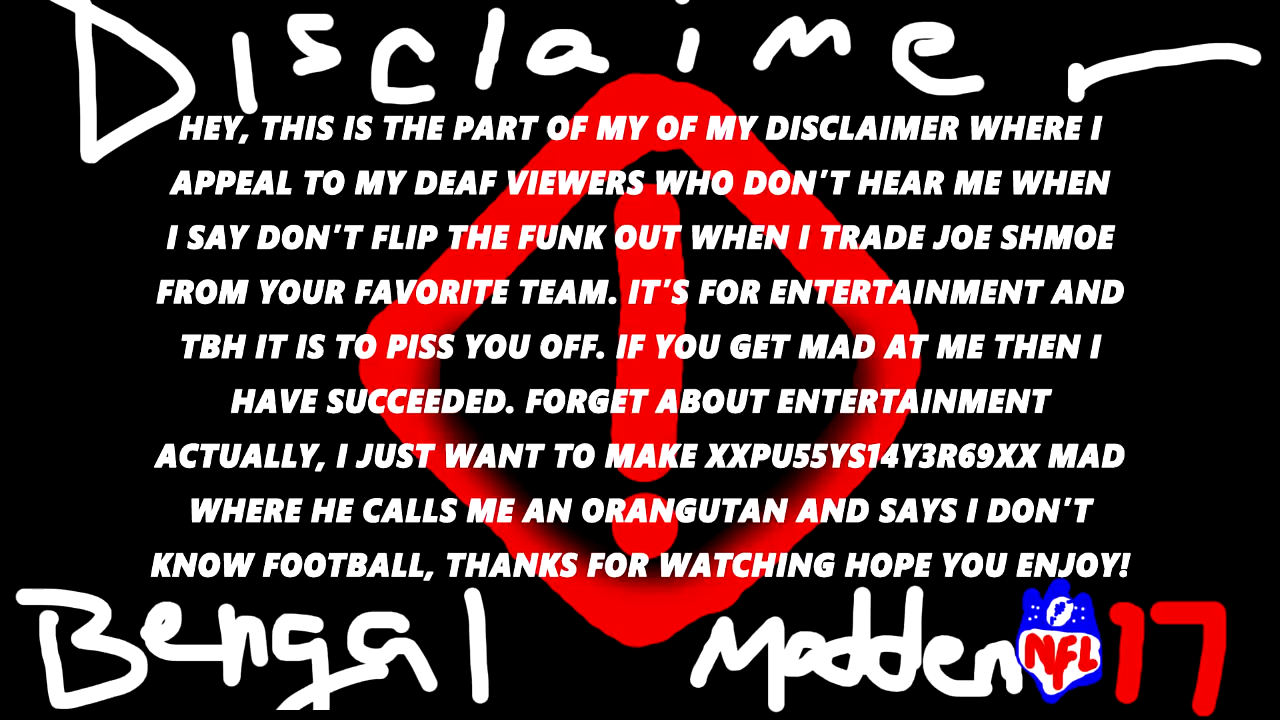 Disclaimer
HEY, THIS IS THE PART OF MY OF MY DISCLAIMER WHERE I
APPEAL TO MY DEAF VIEWERS WHO DON'T HEAR ME WHEN
I SAY DON'T FLIP THE FUNK OUT WHEN I TRADE JOE SHMOE
FROM YOUR FAVORITE TEAM. IT'S FOR ENTERTAINMENT AND
TBH IT IS TO PISS YOU OFF. IF YOU GET MAD AT ME THEN I
HAVE SUCCEEDED. FORGET ABOUT ENTERTAINMENT
ACTUALLY, I JUST WANT TO MAKE XXPU55YS14Y3R69XX MAD
WHERE HE CALLS ME AN ORANGUTAN AND SAYS I DON'T
KNOW FOOTBALL, THANKS FOR WATCHING HOPE YOU ENJOY!
Bengal Madden NFL 17